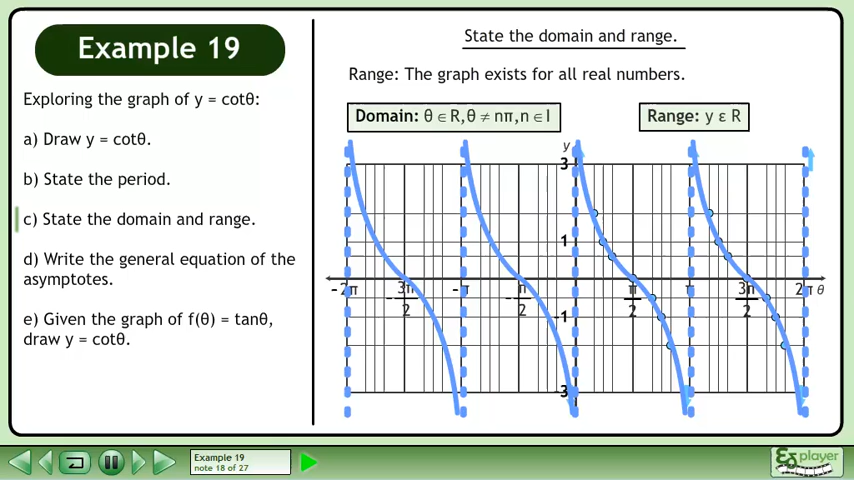 Example 19
Exploring the graph of y = cotθ:
a) Draw y = cotθ.
b) State the period.
c) State the domain and range.
d) Write the general equation of the
asymptotes.
e) Given the graph of f(θ) = tanθ,
draw y = cotθ.
State the domain and range.
Range: The graph exists for all real numbers.
Domain: θ ∈ R, θ ≠ nπ, n ∈ I
Range: y ε R
y
3
1
-2π
-3π/2
-π
-π/2
π/2
π
3π/2
2π θ
-1
-3
Example 19
note 18 of 27
player